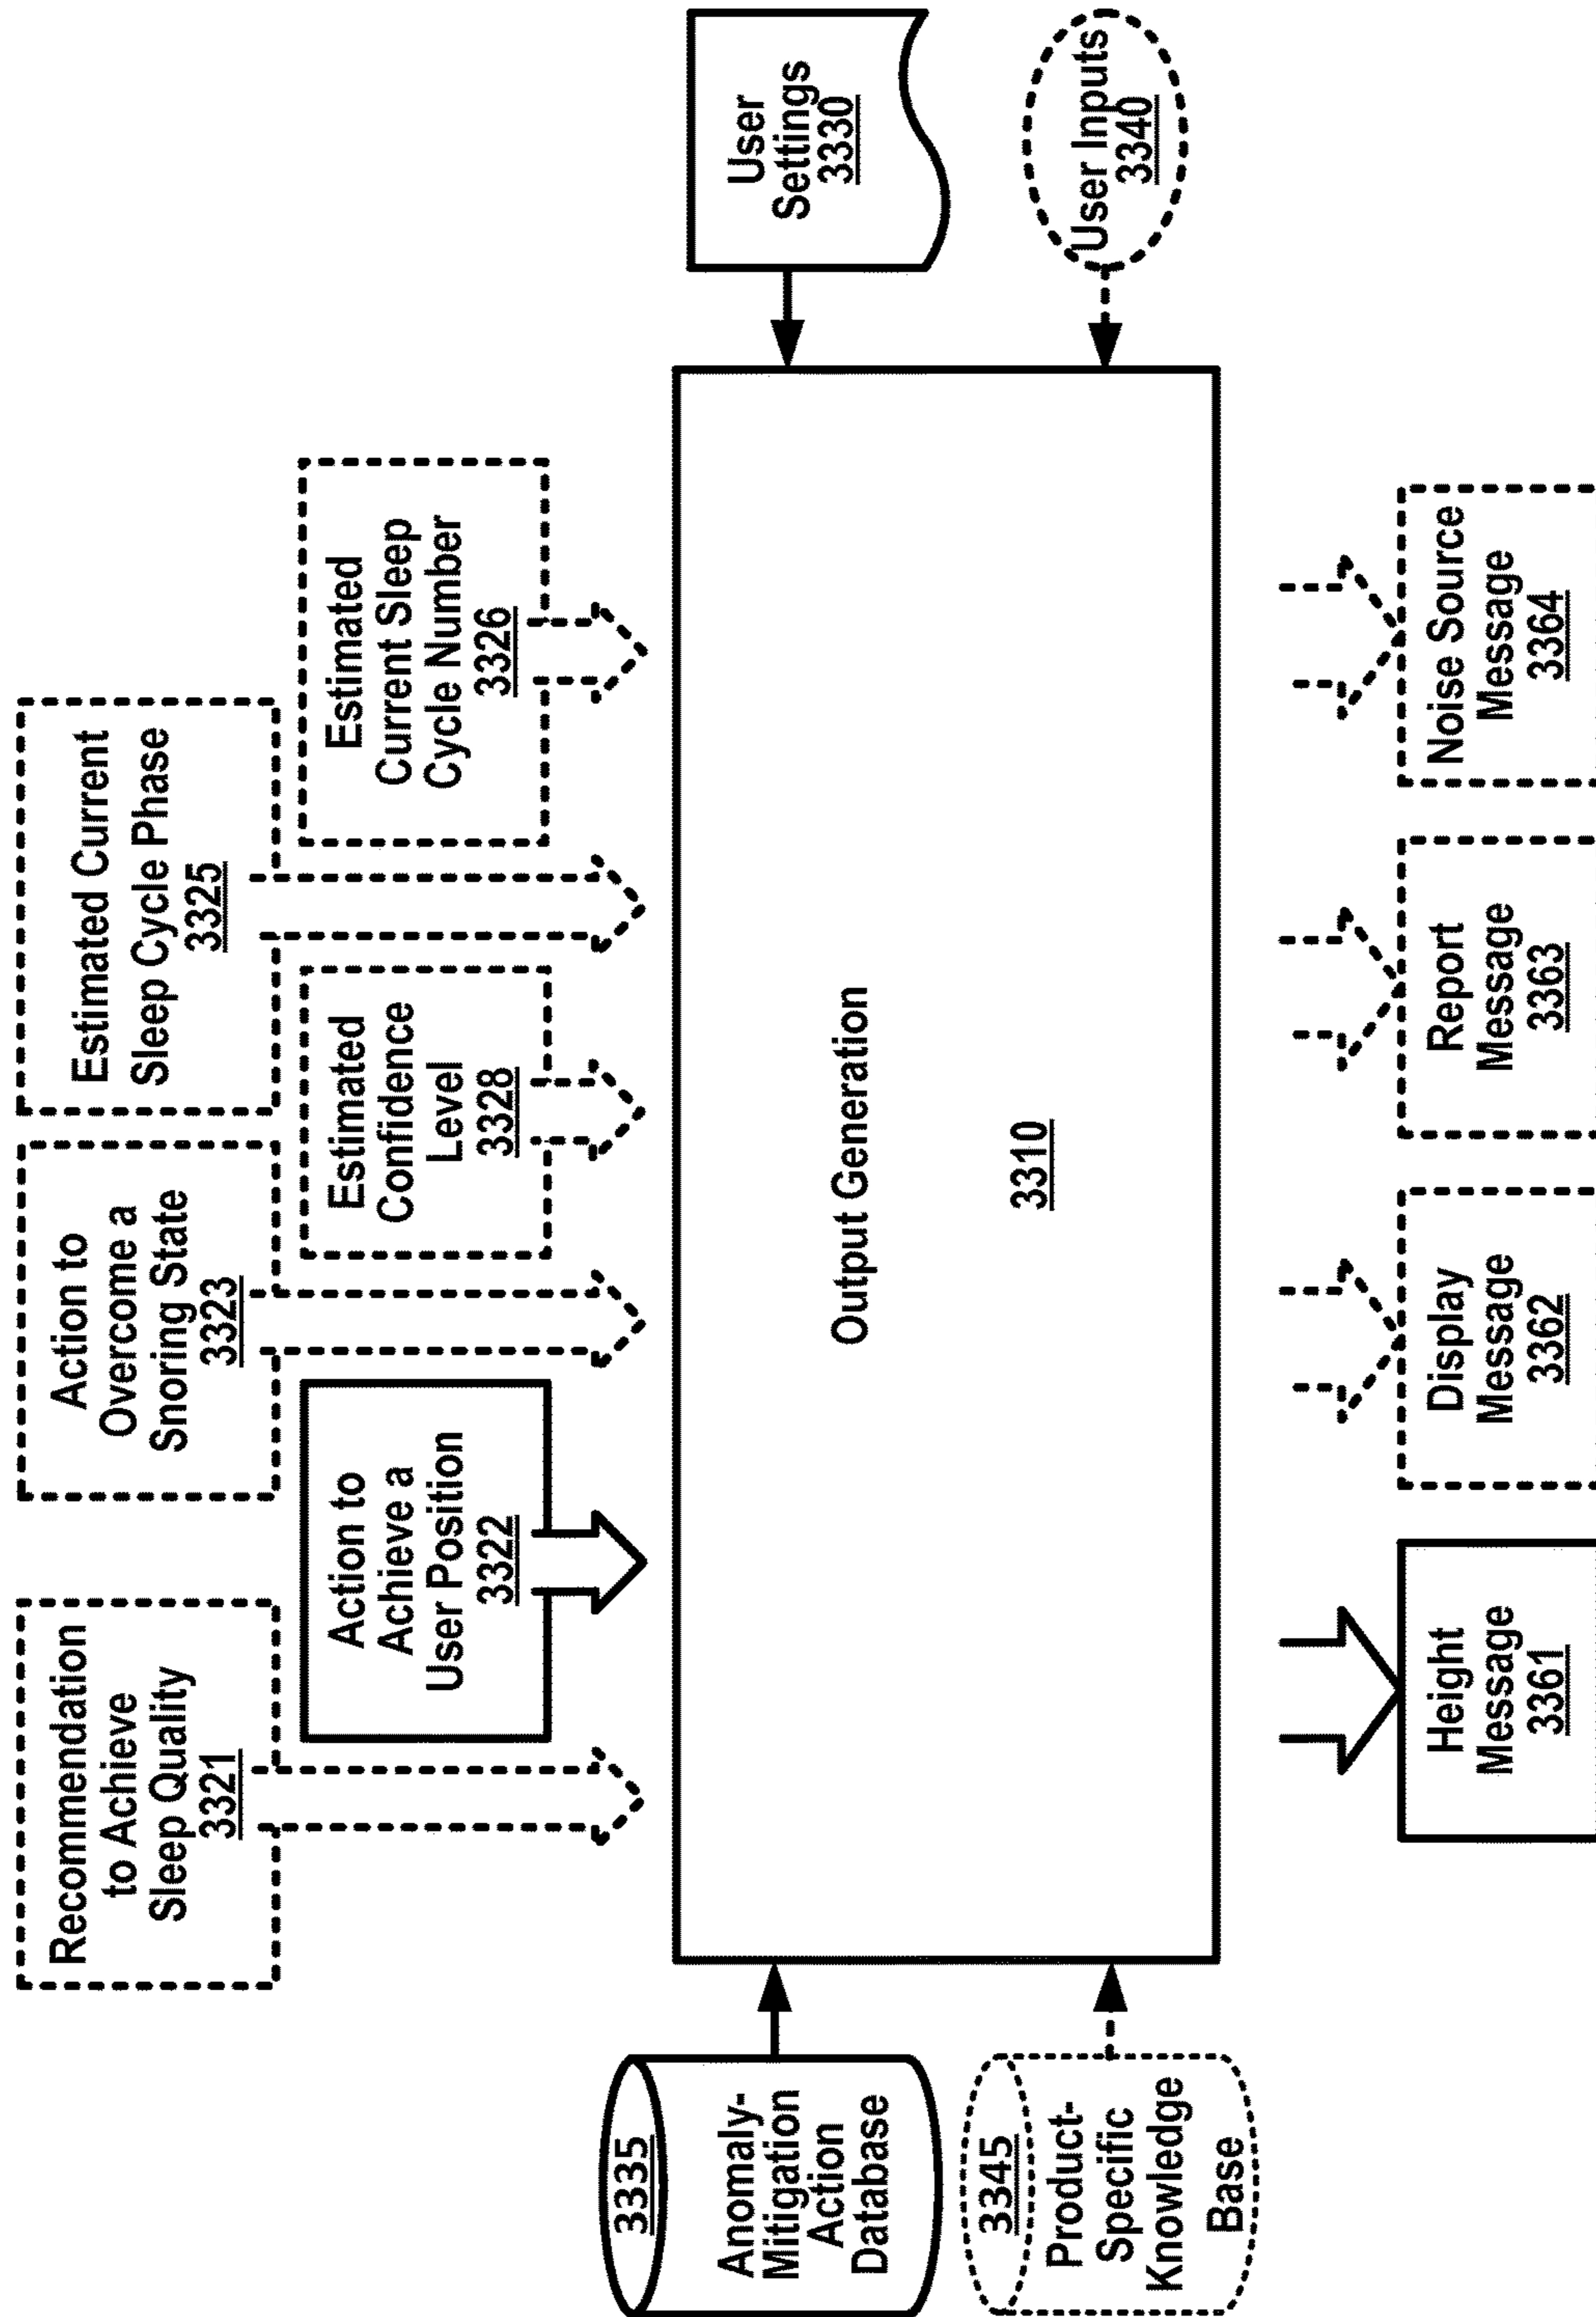 Recommendation
to Achieve
Sleep Quality
3321
Action to
Achieve a
User Position
3322
Action to
Overcome a
Snoring State
3323
Estimated
Confidence
Level
3328
Estimated Current
Sleep Cycle Phase
3325
Estimated
Current Sleep
Cycle Number
3326
3335
Anomaly-
Mitigation
Action
Database
3345
Product-
Specific
Knowledge
Base
Output Generation
3310
User
Settings
3330
User Inputs
3340
Height
Message
3361
Display
Message
3362
Report
Message
3363
Noise Source
Message
3364